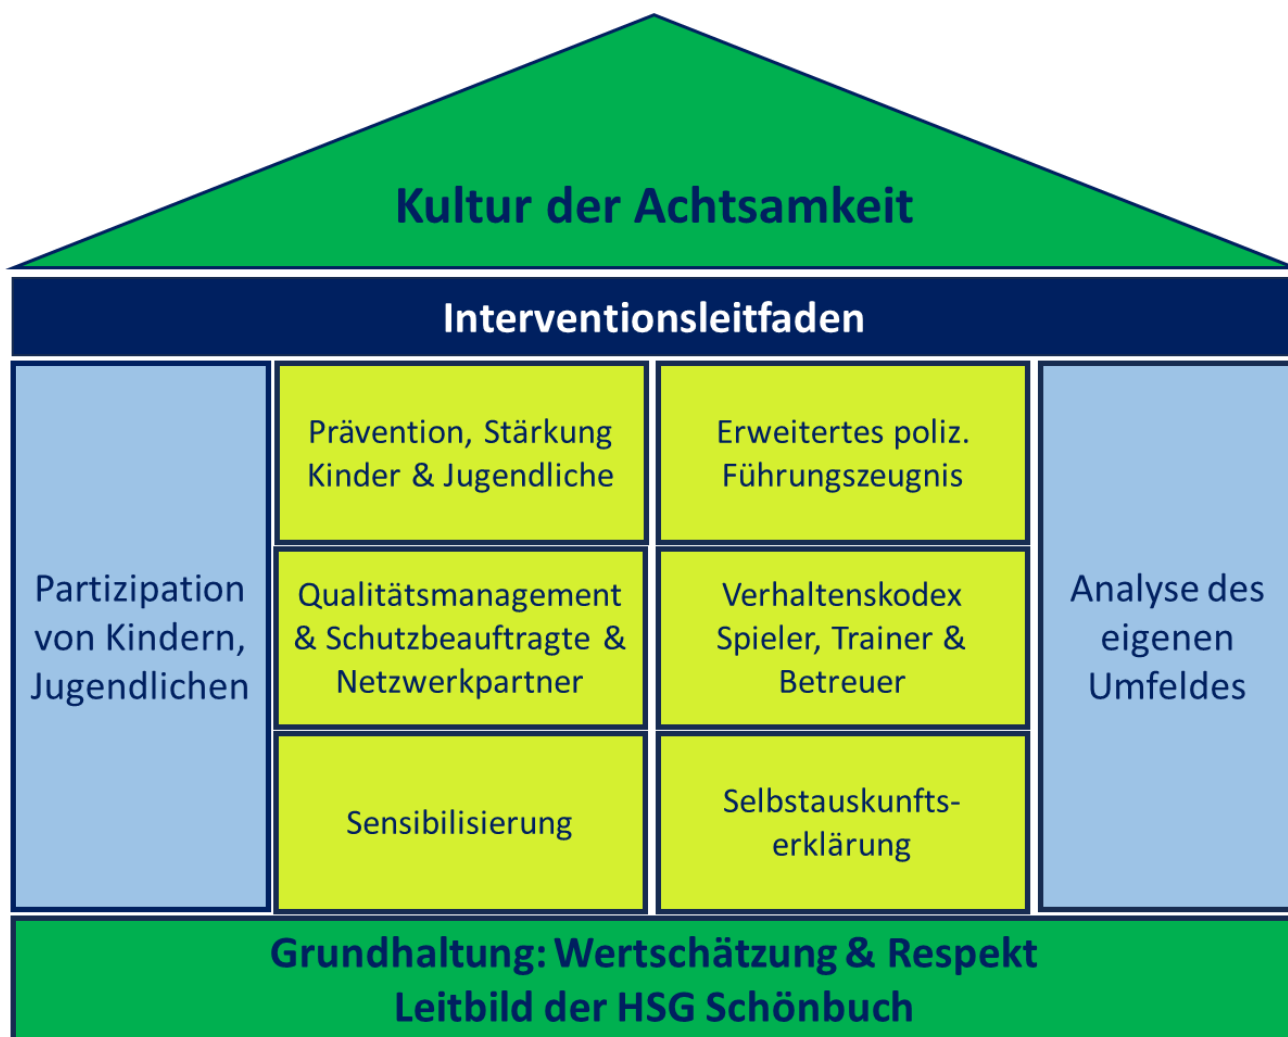 Kultur der Achtsamkeit
Interventionsleitfaden
Partizipation
von Kindern,
Jugendlichen
Prävention, Stärkung
Kinder & Jugendliche
Erweitertes poliz.
Führungszeugnis
Qualitätsmanagement
& Schutzbeauftragte &
Netzwerkpartner
Verhaltenskodex
Spieler, Trainer &
Betreuer
Sensibilisierung
Selbstauskunfts-
erklärung
Analyse des
eigenen
Umfeldes
Grundhaltung: Wertschätzung & Respekt
Leitbild der HSG Schönbuch